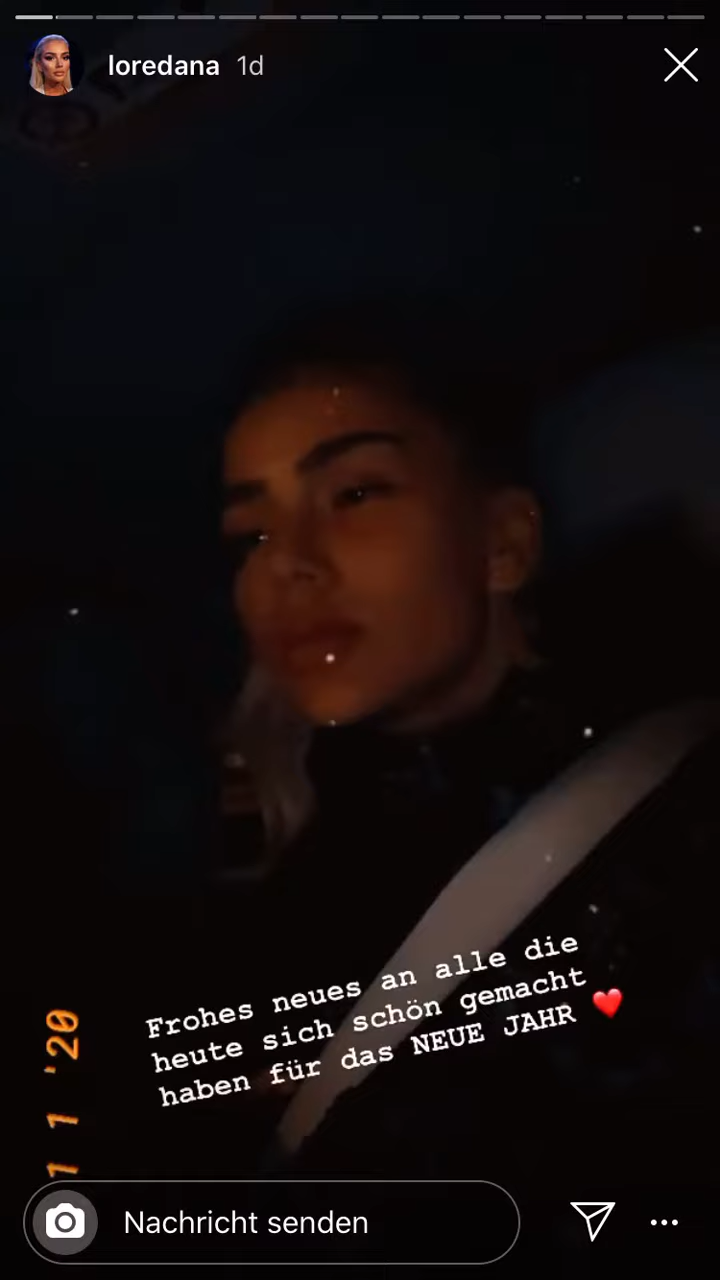 loredana 1d
Frohes neues an alle die
heute sich schön gemacht
haben für das NEUE JAHR ❤️
1 1 '20
Nachricht senden